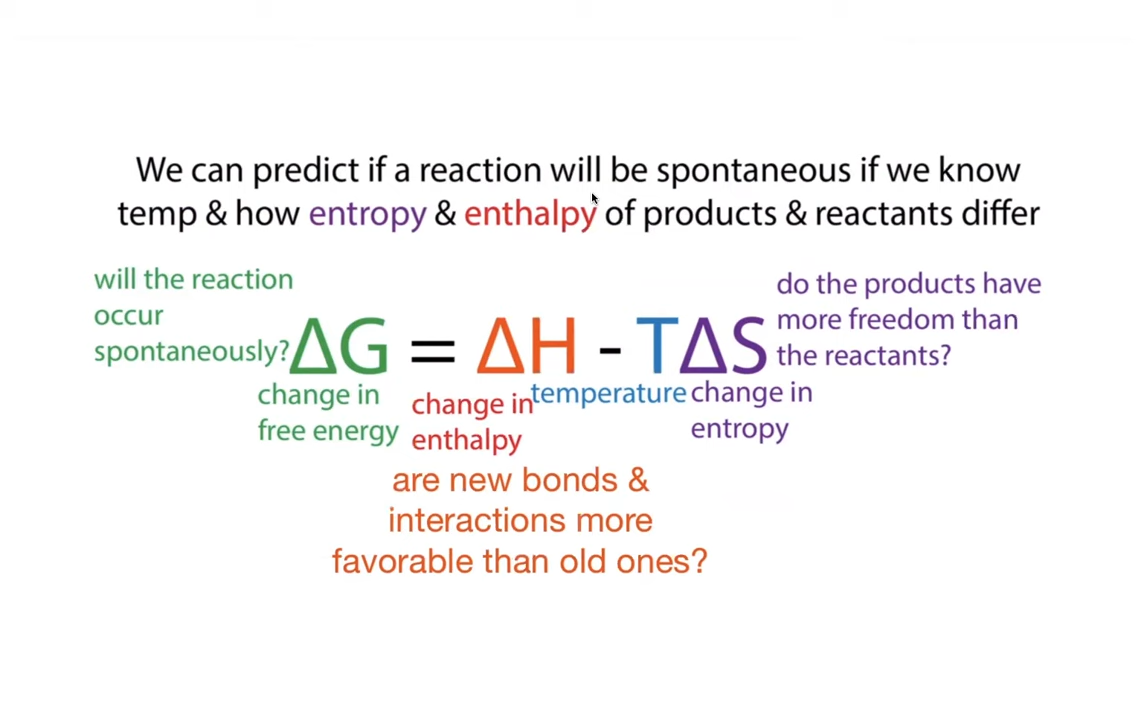 We can predict if a reaction will be spontaneous if we know
temp & how entropy & enthalpy of products & reactants differ
will the reaction
occur
spontaneously?
ΔG = ΔH - TΔS
do the products have
more freedom than
the reactants?
change in
free energy
change in
enthalpy
temperature
change in
entropy
are new bonds &
interactions more
favorable than old ones?